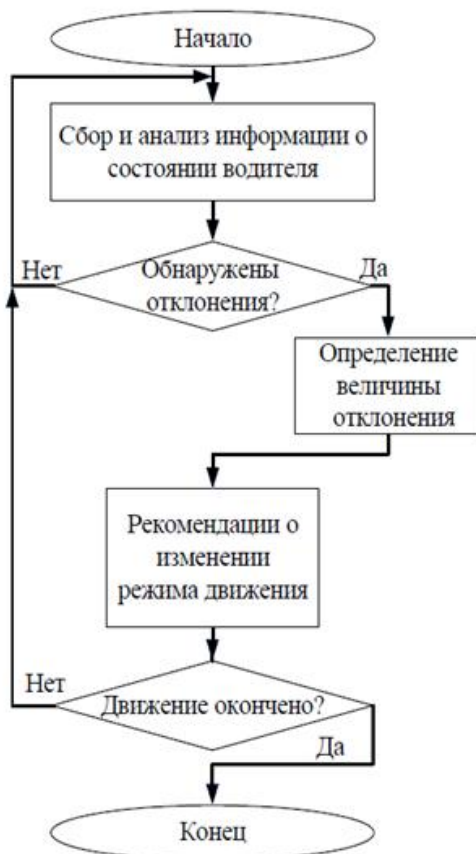 Начало
Сбор и анализ информации о
состоянии водителя
Нет
Обнаружены
отклонения?
Да
Определение
величины
отклонения
Рекомендации о
изменении
режима движения
Нет
Движение окончено?
Да
Конец